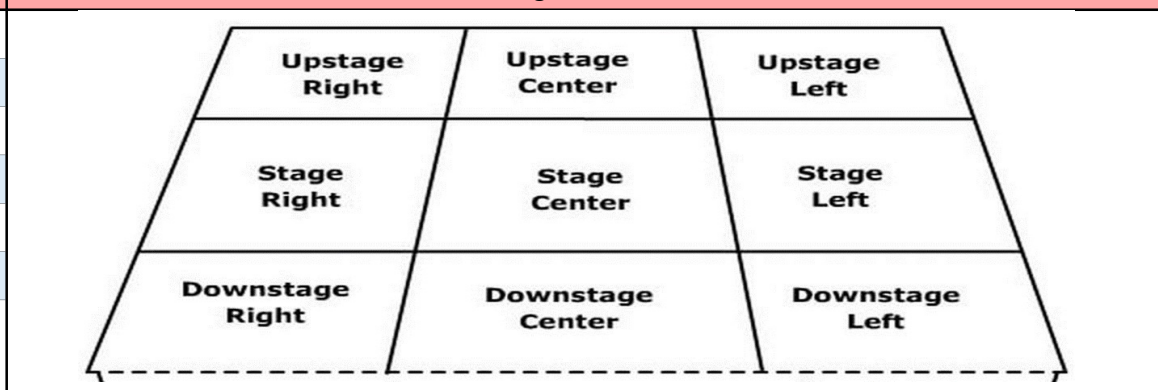 Upstage
Right
Upstage
Center
Upstage
Left
Stage
Right
Stage
Center
Stage
Left
Downstage
Right
Downstage
Center
Downstage
Left